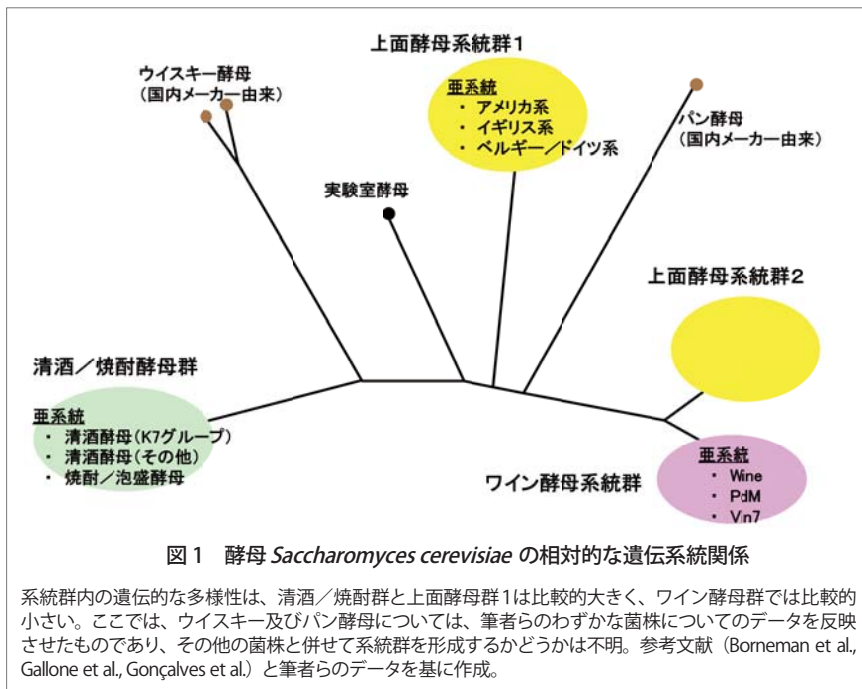 上面酵母系統群1
亜系統
・ アメリカ系
・ イギリス系
・ ベルギー／ドイツ系
ウイスキー酵母
（国内メーカー由来）
パン酵母
（国内メーカー由来）
実験室酵母
上面酵母系統群2
清酒／焼酎酵母群
亜系統
・ 清酒酵母（K7グループ）
・ 清酒酵母（その他）
・ 焼酎／泡盛酵母
ワイン酵母系統群
亜系統
・ Wine
・ PdM
・ Vin7
図1 酵母 Saccharomyces cerevisiae の相対的な遺伝系統関係
系統群内の遺伝的な多様性は、清酒／焼酎群と上面酵母群1は比較的大きく、ワイン酵母群では比較的
小さい。ここでは、ウイスキー及びパン酵母については、筆者らのわずかな菌株についてのデータを反映
させたものであり、その他の菌株と併せて系統群を形成するかどうかは不明。参考文献（Borneman et al.,
Gallone et al., Gonçalves et al.）と筆者らのデータを基に作成。